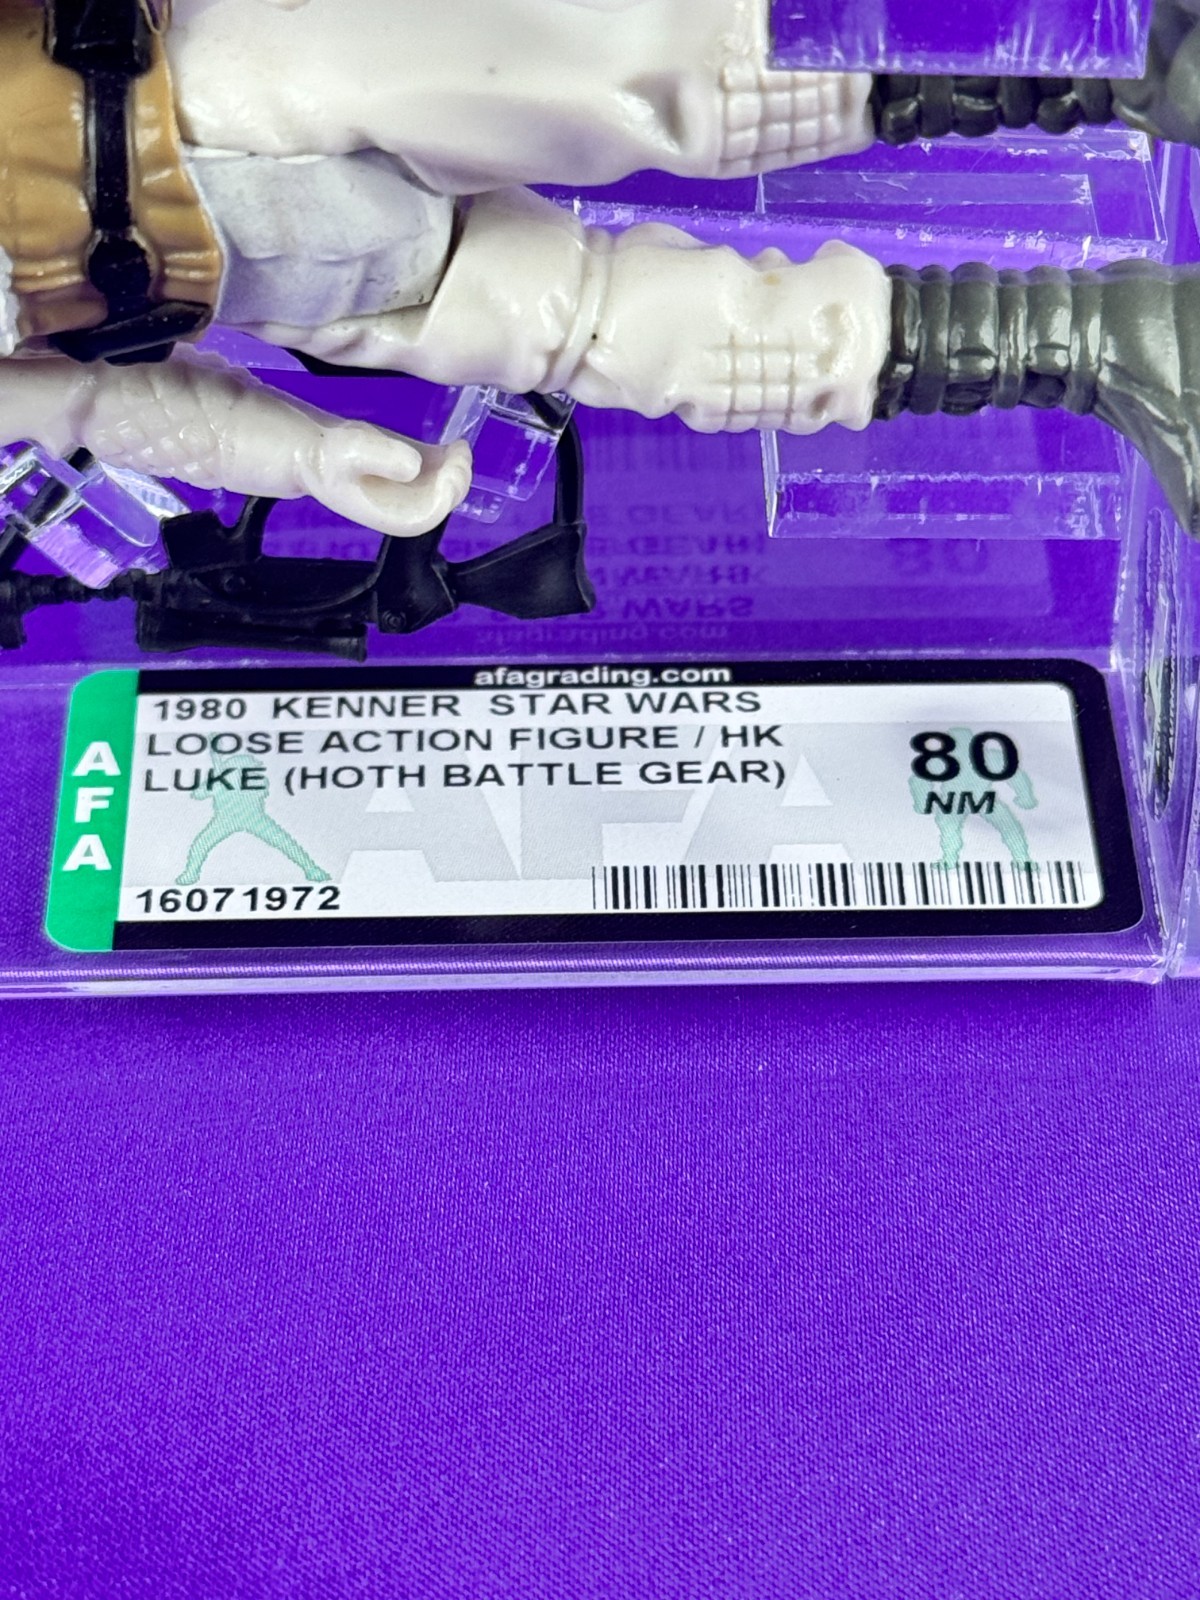 afagrading.com
1980 KENNER STAR WARS
LOOSE ACTION FIGURE / HK
LUKE (HOTH BATTLE GEAR)
80
NM
AFA
16071972